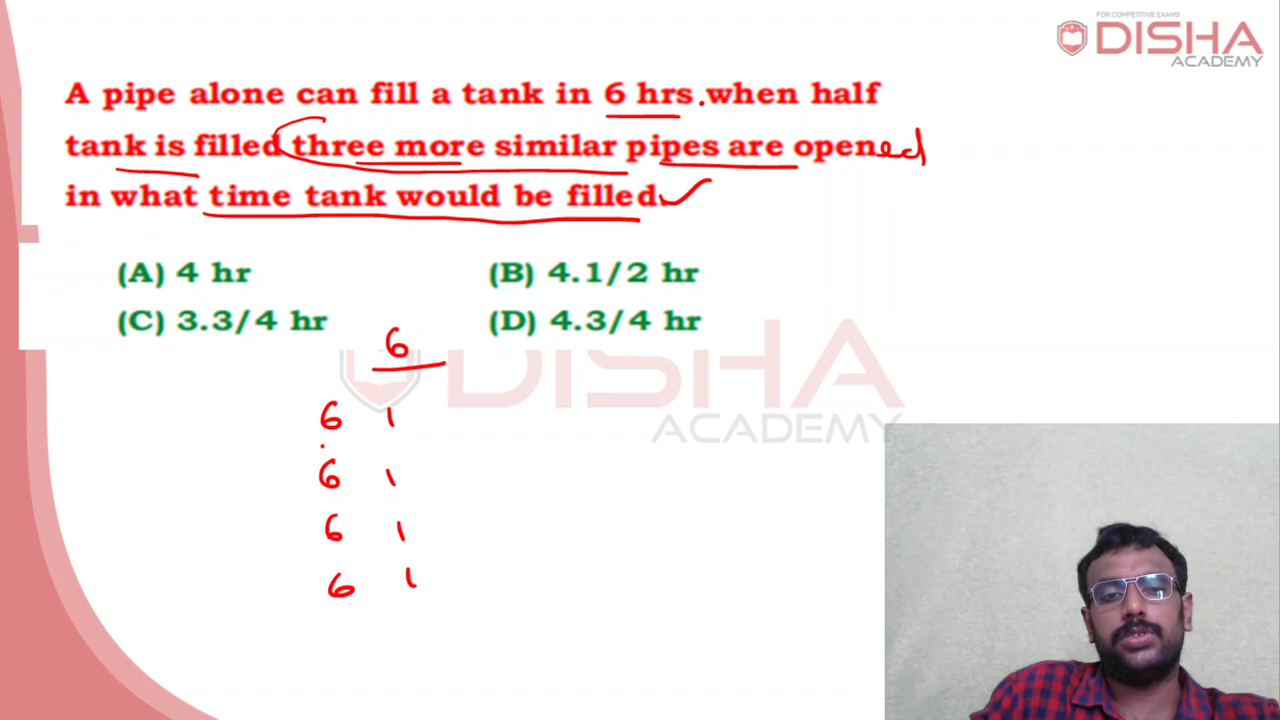 FOR COMPETITIVE EXAMS
DISHA
ACADEMY
A pipe alone can fill a tank in 6 hrs.when half
tank is filled three more similar pipes are opened
in what time tank would be filled.
(A) 4 hr (B) 4.1/2 hr
(C) 3.3/4 hr (D) 4.3/4 hr
6
DISHA
ACADEMY
6 1
6 1
6 1
6 1